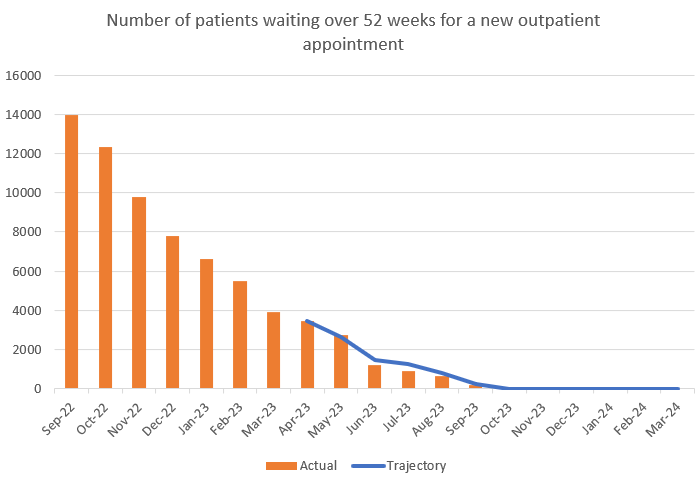 Number of patients waiting over 52 weeks for a new outpatient
appointment
16000
14000
12000
10000
8000
6000
4000
2000
0
Sep-22 Oct-22 Nov-22 Dec-22 Jan-23 Feb-23 Mar-23 Apr-23 May-23 Jun-23 Jul-23 Aug-23 Sep-23 Oct-23 Nov-23 Dec-23 Jan-24 Feb-24 Mar-24
Actual Trajectory